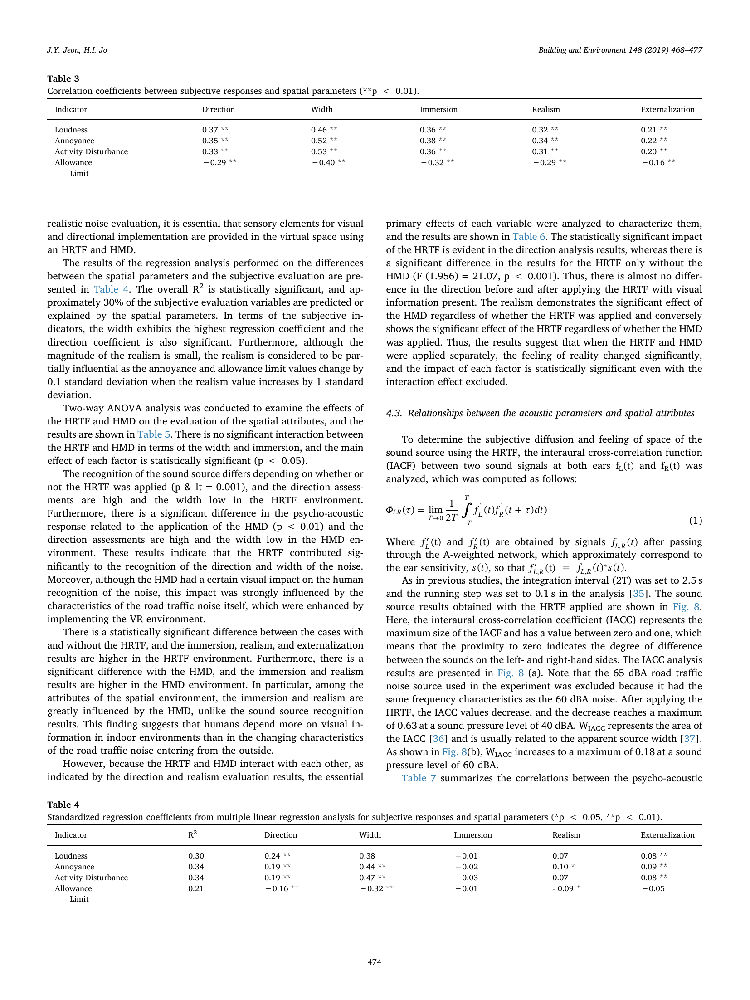 J.Y. Jeon, H.I. Jo
Building and Environment 148 (2019) 468–477
Table 3
Correlation coefficients between subjective responses and spatial parameters (**p < 0.01).
Indicator Direction Width Immersion Realism Externalization
Loudness 0.37 ** 0.46 ** 0.36 ** 0.32 ** 0.21 **
Annoyance 0.35 ** 0.52 ** 0.38 ** 0.34 ** 0.22 **
Activity Disturbance 0.33 ** 0.53 ** 0.36 ** 0.31 ** 0.20 **
Allowance −0.29 ** −0.40 ** −0.32 ** −0.29 ** −0.16 **
Limit
realistic noise evaluation, it is essential that sensory elements for visual
and directional implementation are provided in the virtual space using
an HRTF and HMD.
The results of the regression analysis performed on the differences
between the spatial parameters and the subjective evaluation are pre-
sented in Table 4. The overall R² is statistically significant, and ap-
proximately 30% of the subjective evaluation variables are predicted or
explained by the spatial parameters. In terms of the subjective in-
dicators, the width exhibits the highest regression coefficient and the
direction coefficient is also significant. Furthermore, although the
magnitude of the realism is small, the realism is considered to be par-
tially influential as the annoyance and allowance limit values change by
0.1 standard deviation when the realism value increases by 1 standard
deviation.
Two-way ANOVA analysis was conducted to examine the effects of
the HRTF and HMD on the evaluation of the spatial attributes, and the
results are shown in Table 5. There is no significant interaction between
the HRTF and HMD in terms of the width and immersion, and the main
effect of each factor is statistically significant (p < 0.05).
The recognition of the sound source differs depending on whether or
not the HRTF was applied (p & lt = 0.001), and the direction assess-
ments are high and the width low in the HRTF environment.
Furthermore, there is a significant difference in the psycho-acoustic
response related to the application of the HMD (p < 0.01) and the
direction assessments are high and the width low in the HMD en-
vironment. These results indicate that the HRTF contributed sig-
nificantly to the recognition of the direction and width of the noise.
Moreover, although the HMD had a certain visual impact on the human
recognition of the noise, this impact was strongly influenced by the
characteristics of the road traffic noise itself, which were enhanced by
implementing the VR environment.
There is a statistically significant difference between the cases with
and without the HRTF, and the immersion, realism, and externalization
results are higher in the HRTF environment. Furthermore, there is a
significant difference with the HMD, and the immersion and realism
results are higher in the HMD environment. In particular, among the
attributes of the spatial environment, the immersion and realism are
greatly influenced by the HMD, unlike the sound source recognition
results. This finding suggests that humans depend more on visual in-
formation in indoor environments than in the changing characteristics
of the road traffic noise entering from the outside.
However, because the HRTF and HMD interact with each other, as
indicated by the direction and realism evaluation results, the essential
primary effects of each variable were analyzed to characterize them,
and the results are shown in Table 6. The statistically significant impact
of the HRTF is evident in the direction analysis results, whereas there is
a significant difference in the results for the HRTF only without the
HMD (F (1.956) = 21.07, p < 0.001). Thus, there is almost no differ-
ence in the direction before and after applying the HRTF with visual
information present. The realism demonstrates the significant effect of
the HMD regardless of whether the HRTF was applied and conversely
shows the significant effect of the HRTF regardless of whether the HMD
was applied. Thus, the results suggest that when the HRTF and HMD
were applied separately, the feeling of reality changed significantly,
and the impact of each factor is statistically significant even with the
interaction effect excluded.
4.3. Relationships between the acoustic parameters and spatial attributes
To determine the subjective diffusion and feeling of space of the
sound source using the HRTF, the interaural cross-correlation function
(IACF) between two sound signals at both ears f_L(t) and f_R(t) was
analyzed, which was computed as follows:
Φ_LR(τ) = lim_{T→0} 1/2T ∫_{−T}^{T} f′_L(t)f′_R(t + τ)dt)
(1)
Where f′_L(t) and f′_R(t) are obtained by signals f_L,R(t) after passing
through the A-weighted network, which approximately correspond to
the ear sensitivity, s(t), so that f′_L,R(t) = f_L,R(t)*s(t).
As in previous studies, the integration interval (2T) was set to 2.5 s
and the running step was set to 0.1 s in the analysis [35]. The sound
source results obtained with the HRTF applied are shown in Fig. 8.
Here, the interaural cross-correlation coefficient (IACC) represents the
maximum size of the IACF and has a value between zero and one, which
means that the proximity to zero indicates the degree of difference
between the sounds on the left- and right-hand sides. The IACC analysis
results are presented in Fig. 8 (a). Note that the 65 dBA road traffic
noise source used in the experiment was excluded because it had the
same frequency characteristics as the 60 dBA noise. After applying the
HRTF, the IACC values decrease, and the decrease reaches a maximum
of 0.63 at a sound pressure level of 40 dBA. W_IACC represents the area of
the IACC [36] and is usually related to the apparent source width [37].
As shown in Fig. 8(b), W_IACC increases to a maximum of 0.18 at a sound
pressure level of 60 dBA.
Table 7 summarizes the correlations between the psycho-acoustic
Table 4
Standardized regression coefficients from multiple linear regression analysis for subjective responses and spatial parameters (*p < 0.05, **p < 0.01).
Indicator R² Direction Width Immersion Realism Externalization
Loudness 0.30 0.24 ** 0.38 −0.01 0.07 0.08 **
Annoyance 0.34 0.19 ** 0.44 ** −0.02 0.10 * 0.09 **
Activity Disturbance 0.34 0.19 ** 0.47 ** −0.03 0.07 0.08 **
Allowance 0.21 −0.16 ** −0.32 ** −0.01 - 0.09 * −0.05
Limit
474